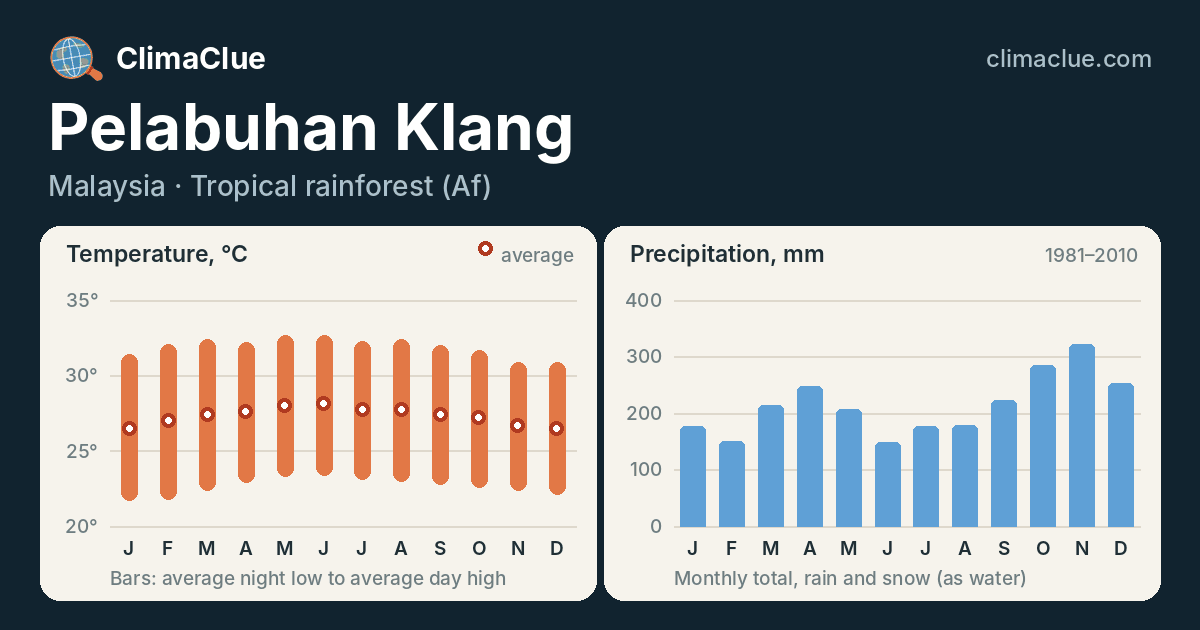 ClimaClue
climaclue.com
Pelabuhan Klang
Malaysia · Tropical rainforest (Af)
Temperature, °C
average
35°
30°
25°
20°
J F M A M J J A S O N D
Bars: average night low to average day high
Precipitation, mm
1981–2010
400
300
200
100
0
J F M A M J J A S O N D
Monthly total, rain and snow (as water)